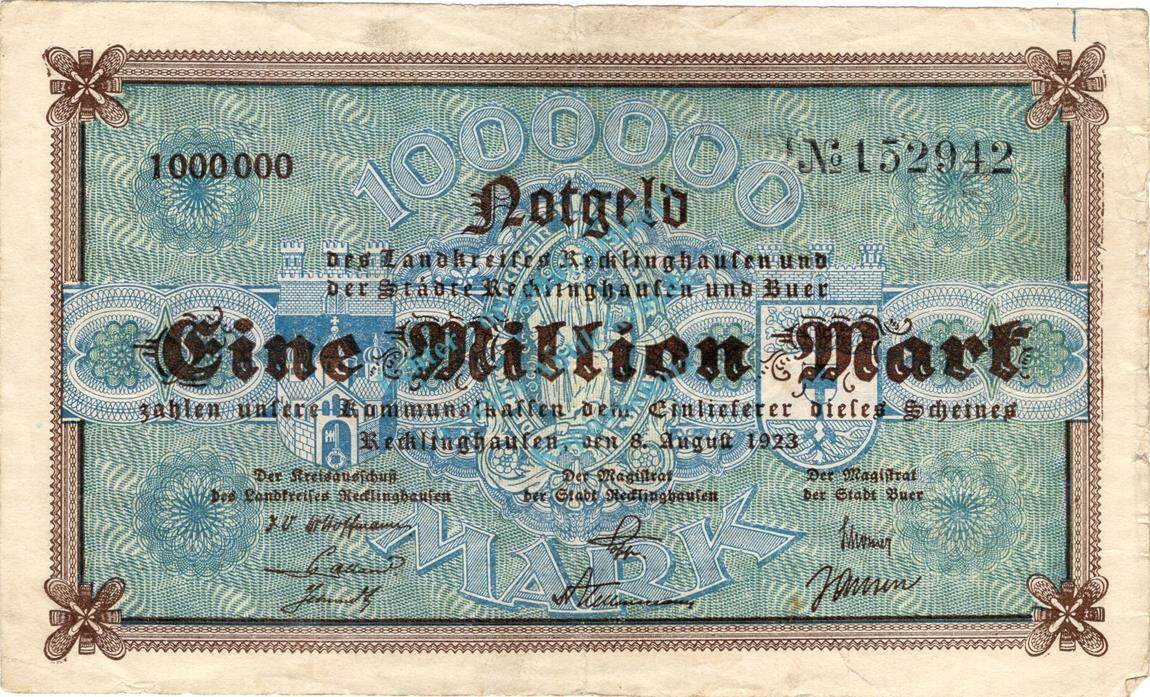 1000000
1000000
№ 152942
Notgeld
des Landkreises Recklinghausen und
der Städte Recklinghausen und Buer
Eine Million Mark
zahlen unsere Kommunalkassen dem Einlieferer dieses Scheines
Recklinghausen, den 8. August 1923
Der Kreisausschuß
des Landkreises Recklinghausen
Der Magistrat
der Stadt Recklinghausen
Der Magistrat
der Stadt Buer
J.V. Hoffmann
Jansen
MARK